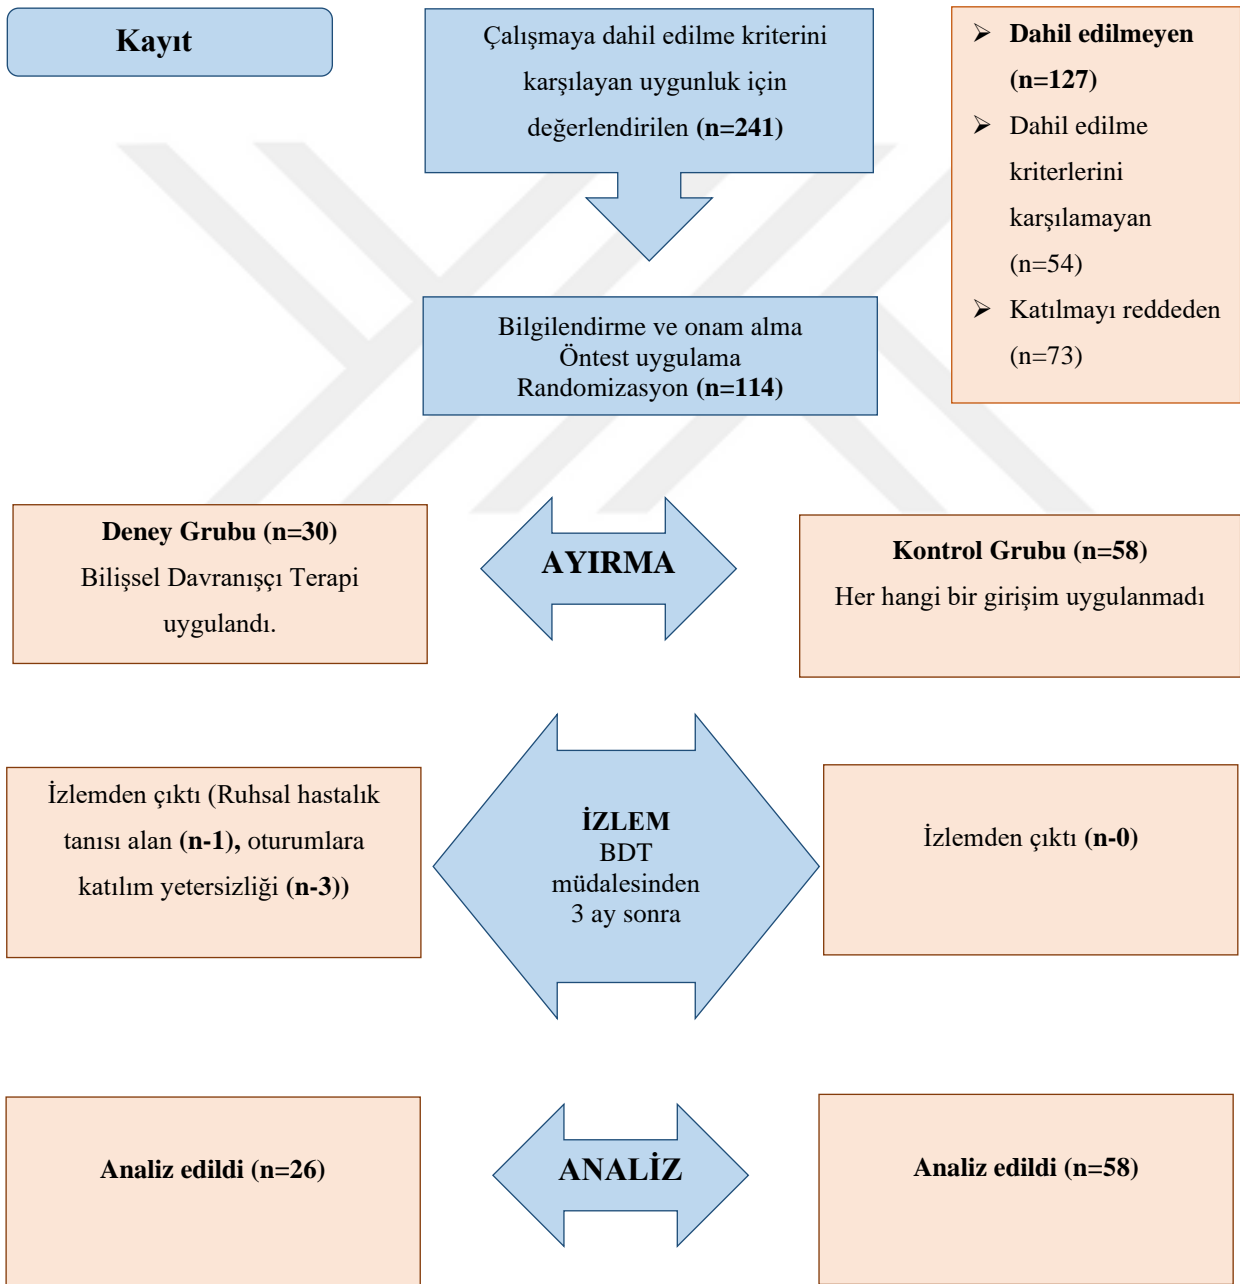 Kayıt
Çalışmaya dahil edilme kriterini
karşılayan uygunluk için
değerlendirilen (n=241)
➢ Dahil edilmeyen
(n=127)
➢ Dahil edilme
kriterlerini
karşılamayan
(n=54)
➢ Katılmayı reddeden
(n=73)
Bilgilendirme ve onam alma
Öntest uygulama
Randomizasyon (n=114)
Deney Grubu (n=30)
Bilişsel Davranışçı Terapi
uygulandı.
AYIRMA
Kontrol Grubu (n=58)
Her hangi bir girişim uygulanmadı
İzlemden çıktı (Ruhsal hastalık
tanısı alan (n-1), oturumlara
katılım yetersizliği (n-3))
İZLEM
BDT
müdalesinden
3 ay sonra
İzlemden çıktı (n-0)
Analiz edildi (n=26)
ANALİZ
Analiz edildi (n=58)